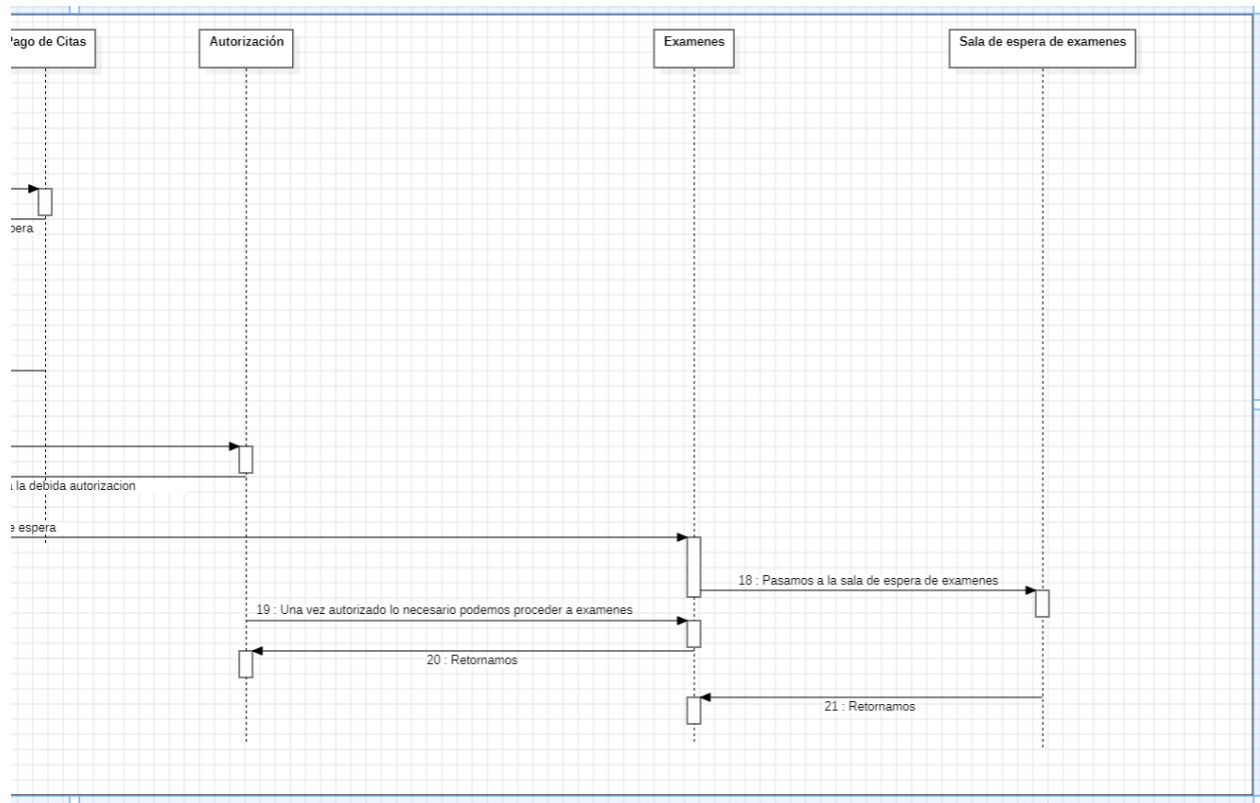 Pago de Citas
Autorización
Examenes
Sala de espera de examenes
pera
la debida autorizacion
e espera
18 : Pasamos a la sala de espera de examenes
19 : Una vez autorizado lo necesario podemos proceder a examenes
20 : Retornamos
21 : Retornamos